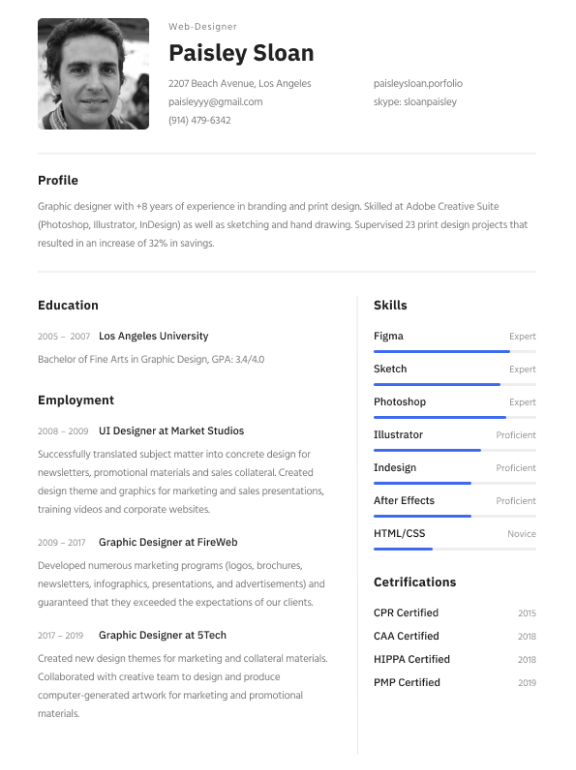 Web-Designer
Paisley Sloan
2207 Beach Avenue, Los Angeles
paisleyyy@gmail.com
(914) 479-6342
paisleysloan.porfolio
skype: sloanpaisley
Profile
Graphic designer with +8 years of experience in branding and print design. Skilled at Adobe Creative Suite
(Photoshop, Illustrator, InDesign) as well as sketching and hand drawing. Supervised 23 print design projects that
resulted in an increase of 32% in savings.
Education
2005 – 2007 Los Angeles University
Bachelor of Fine Arts in Graphic Design, GPA: 3.4/4.0
Employment
2008 – 2009 UI Designer at Market Studios
Successfully translated subject matter into concrete design for
newsletters, promotional materials and sales collateral. Created
design theme and graphics for marketing and sales presentations,
training videos and corporate websites.
2009 – 2017 Graphic Designer at FireWeb
Developed numerous marketing programs (logos, brochures,
newsletters, infographics, presentations, and advertisements) and
guaranteed that they exceeded the expectations of our clients.
2017 – 2019 Graphic Designer at 5Tech
Created new design themes for marketing and collateral materials.
Collaborated with creative team to design and produce
computer-generated artwork for marketing and promotional
materials.
Skills
Figma Expert
Sketch Expert
Photoshop Expert
Illustrator Proficient
Indesign Proficient
After Effects Proficient
HTML/CSS Novice
Cetrifications
CPR Certified 2015
CAA Certified 2018
HIPPA Certified 2018
PMP Certified 2019